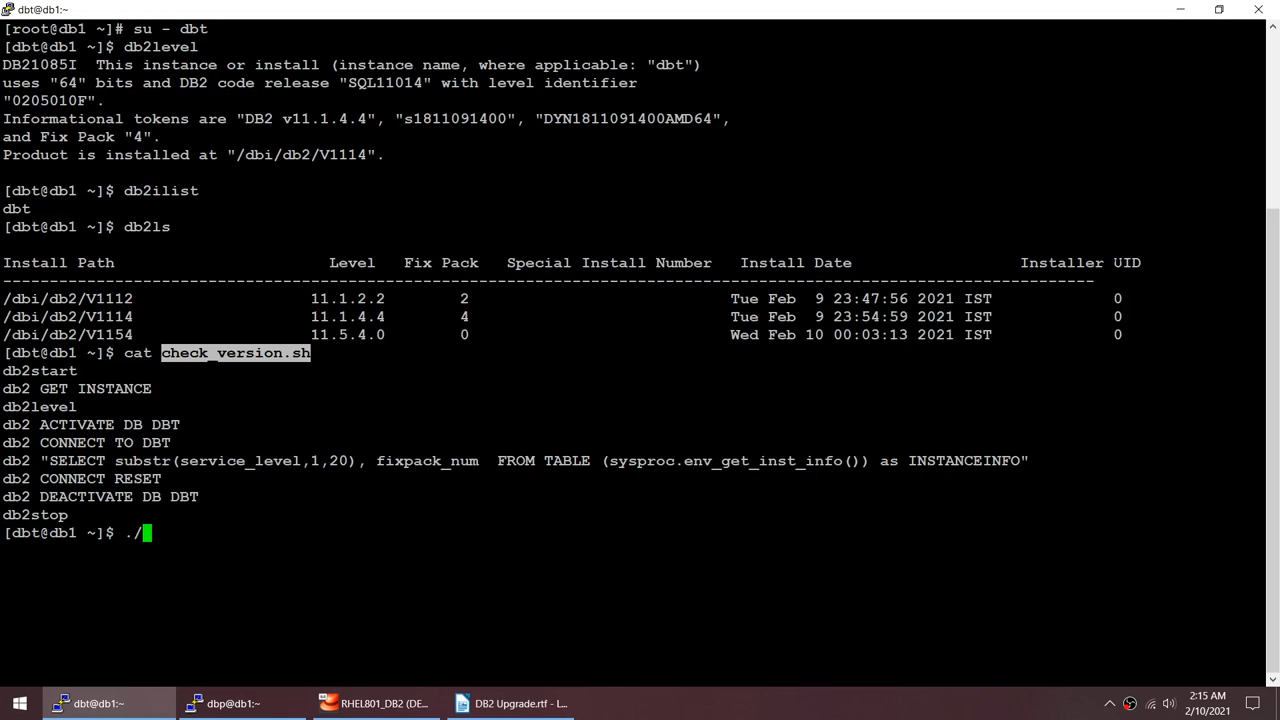 dbt@db1:~
[root@db1 ~]# su - dbt
[dbt@db1 ~]$ db2level
DB21085I  This instance or install (instance name, where applicable: "dbt")
uses "64" bits and DB2 code release "SQL11014" with level identifier
"0205010F".
Informational tokens are "DB2 v11.1.4.4", "s1811091400", "DYN1811091400AMD64",
and Fix Pack "4".
Product is installed at "/dbi/db2/V1114".
[dbt@db1 ~]$ db2ilist
dbt
[dbt@db1 ~]$ db2ls
Install Path                       Level   Fix Pack   Special Install Number   Install Date                  Installer UID
---------------------------------------------------------------------------------------------------------------------
/dbi/db2/V1112                   11.1.2.2        2                            Tue Feb  9 23:47:56 2021 IST             0
/dbi/db2/V1114                   11.1.4.4        4                            Tue Feb  9 23:54:59 2021 IST             0
/dbi/db2/V1154                   11.5.4.0        0                            Wed Feb 10 00:03:13 2021 IST             0
[dbt@db1 ~]$ cat check_version.sh
db2start
db2 GET INSTANCE
db2level
db2 ACTIVATE DB DBT
db2 CONNECT TO DBT
db2 "SELECT substr(service_level,1,20), fixpack_num  FROM TABLE (sysproc.env_get_inst_info()) as INSTANCEINFO"
db2 CONNECT RESET
db2 DEACTIVATE DB DBT
db2stop
[dbt@db1 ~]$ ./
dbt@db1:~
dbp@db1:~
RHEL801_DB2 (DE...
DB2 Upgrade.rtf - L...
2:15 AM
2/10/2021